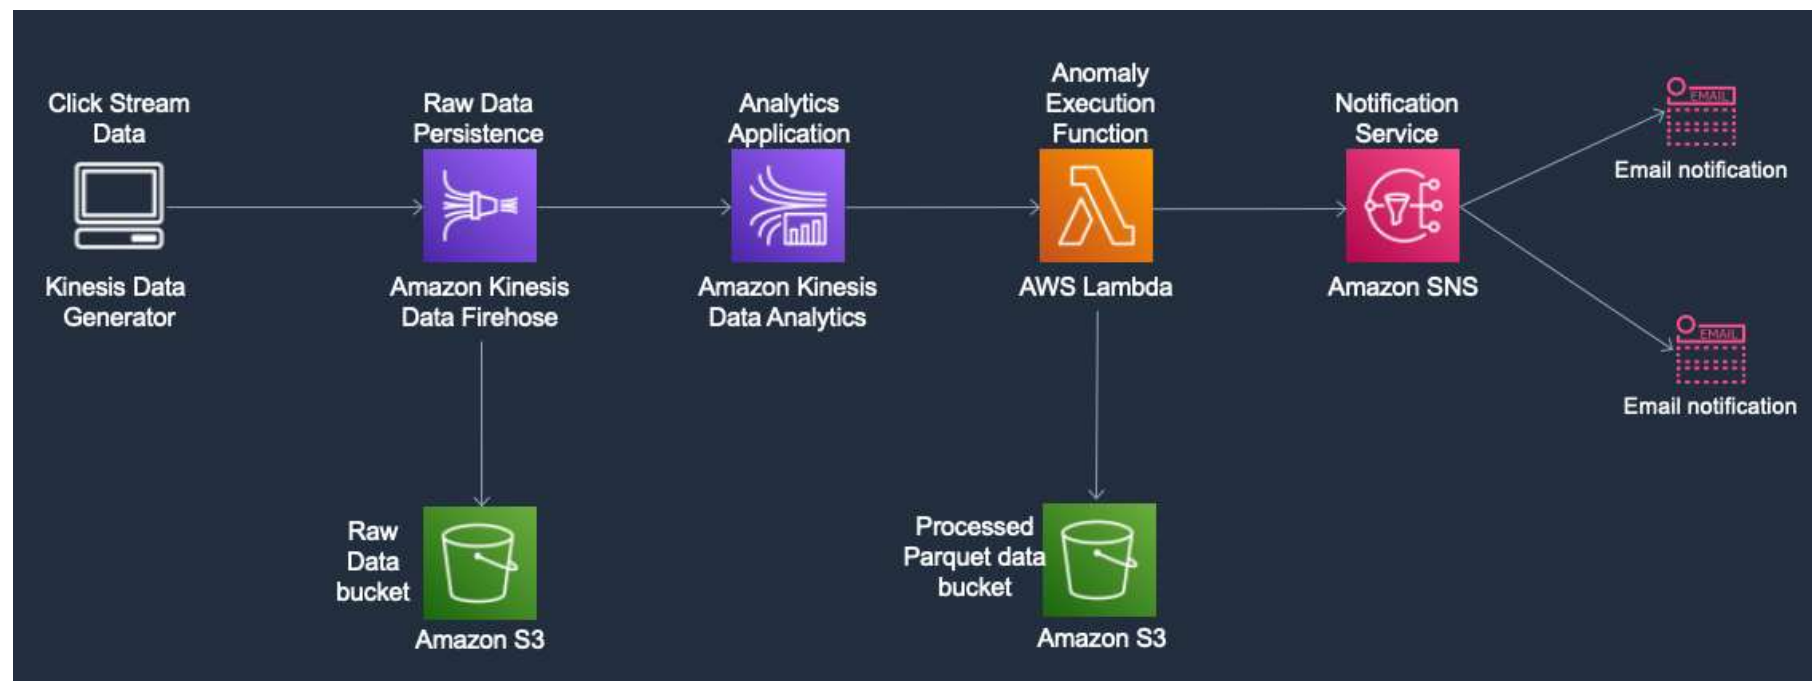 Click Stream
Data
Kinesis Data
Generator
Raw Data
Persistence
Amazon Kinesis
Data Firehose
Raw
Data
bucket
Amazon S3
Analytics
Application
Amazon Kinesis
Data Analytics
Anomaly
Execution
Function
AWS Lambda
Processed
Parquet data
bucket
Amazon S3
Notification
Service
Amazon SNS
EMAIL
Email notification
EMAIL
Email notification